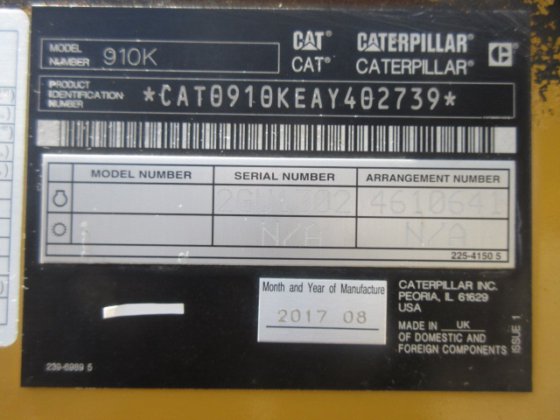 MODEL NUMBER 910K
CAT CATERPILLAR
CAT® CATERPILLAR®
PRODUCT IDENTIFICATION NUMBER *CAT0910KEAY402739*
MODEL NUMBER SERIAL NUMBER ARRANGEMENT NUMBER
4610641
N/A N/A
225-4150 5
Month and Year of Manufacture
2017 08
CATERPILLAR INC.
PEORIA, IL 61629
USA
MADE IN UK
OF DOMESTIC AND
FOREIGN COMPONENTS
ISSUE 1
239-6989 5